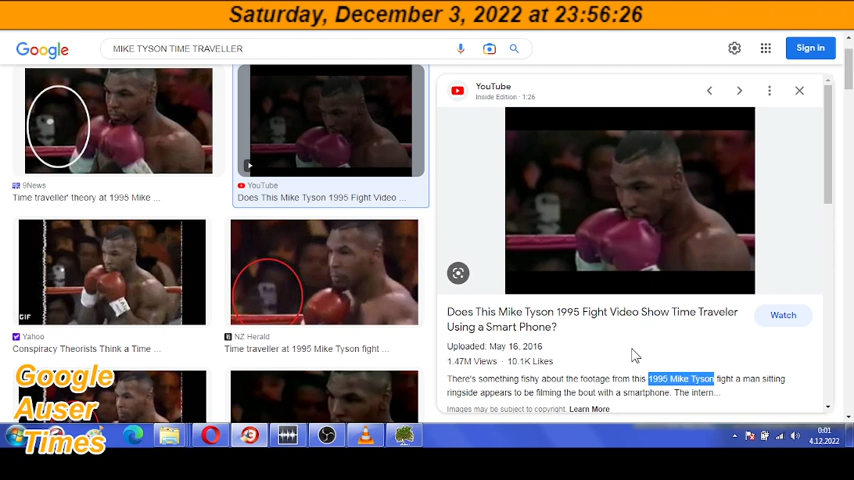 Saturday, December 3, 2022 at 23:56:26
Google
MIKE TYSON TIME TRAVELLER
Sign in
9News
Time traveller' theory at 1995 Mike ...
YouTube
Does This Mike Tyson 1995 Fight Video ...
GIF
Yahoo
Conspiracy Theorists Think a Time ...
NZ Herald
Time traveller at 1995 Mike Tyson fight ...
YouTube
Inside Edition · 1:26
Does This Mike Tyson 1995 Fight Video Show Time Traveler
Using a Smart Phone?
Watch
Uploaded: May 16, 2016
1.47M Views · 10.1K Likes
There's something fishy about the footage from this 1995 Mike Tyson fight a man sitting
ringside appears to be filming the bout with a smartphone. The intern...
Images may be subject to copyright. Learn More
Google
Auser
Times
0:01
4.12.2022